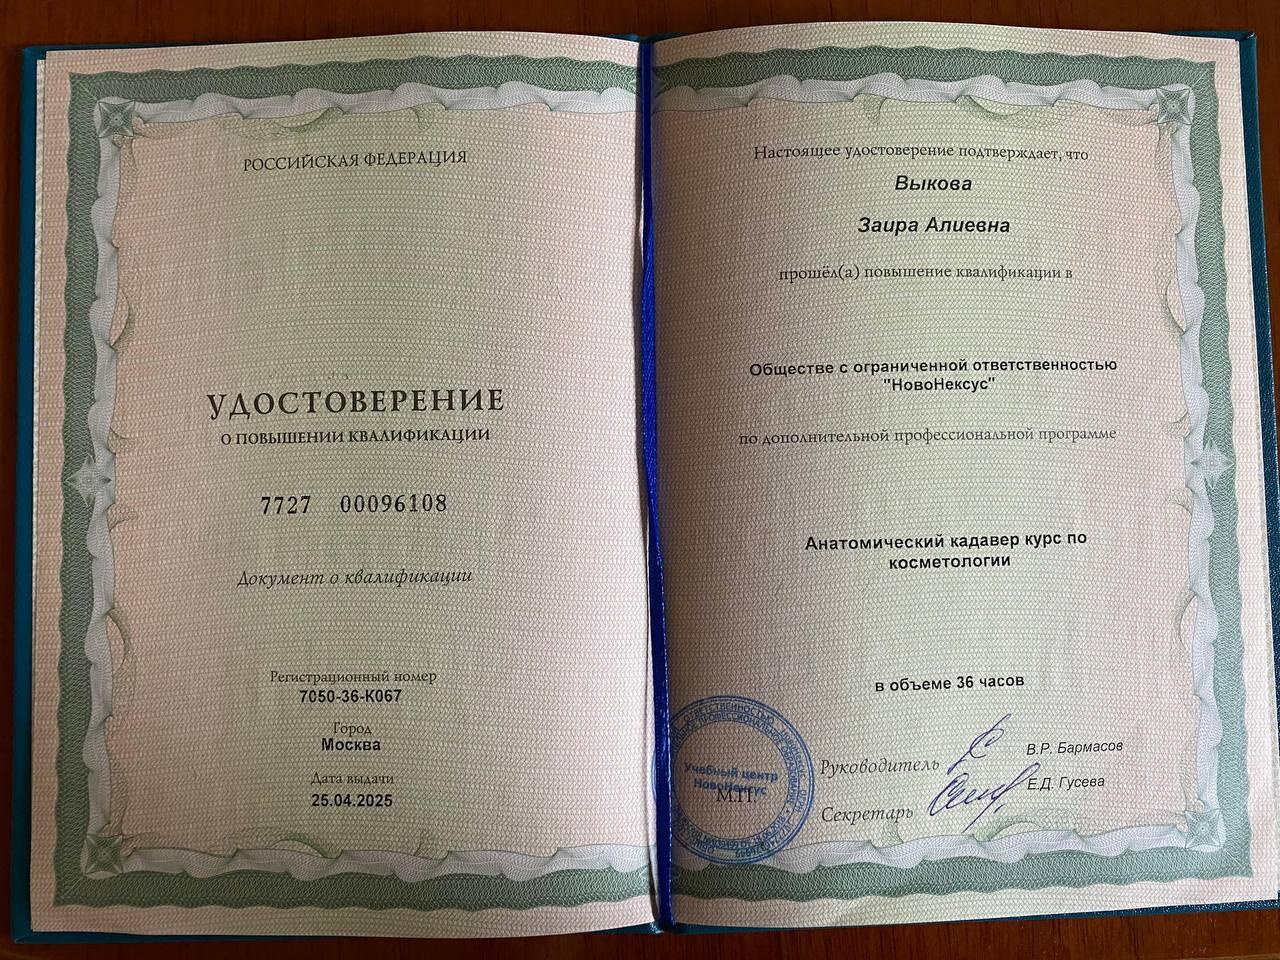 РОССИЙСКАЯ ФЕДЕРАЦИЯ
УДОСТОВЕРЕНИЕ
О ПОВЫШЕНИИ КВАЛИФИКАЦИИ
7727 00096108
Документ о квалификации
Регистрационный номер
7050-36-К067
Город
Москва
Дата выдачи
25.04.2025
Настоящее удостоверение подтверждает, что
Выкова
Заира Алиевна
прошёл(а) повышение квалификации в
Обществе с ограниченной ответственностью
"НовоНексус"
по дополнительной профессиональной программе
Анатомический кадавер курс по
косметологии
в объеме 36 часов
Учебный центр
НовоНексус
М.П.
Руководитель
В.Р. Бармасов
Секретарь
Е.Д. Гусева